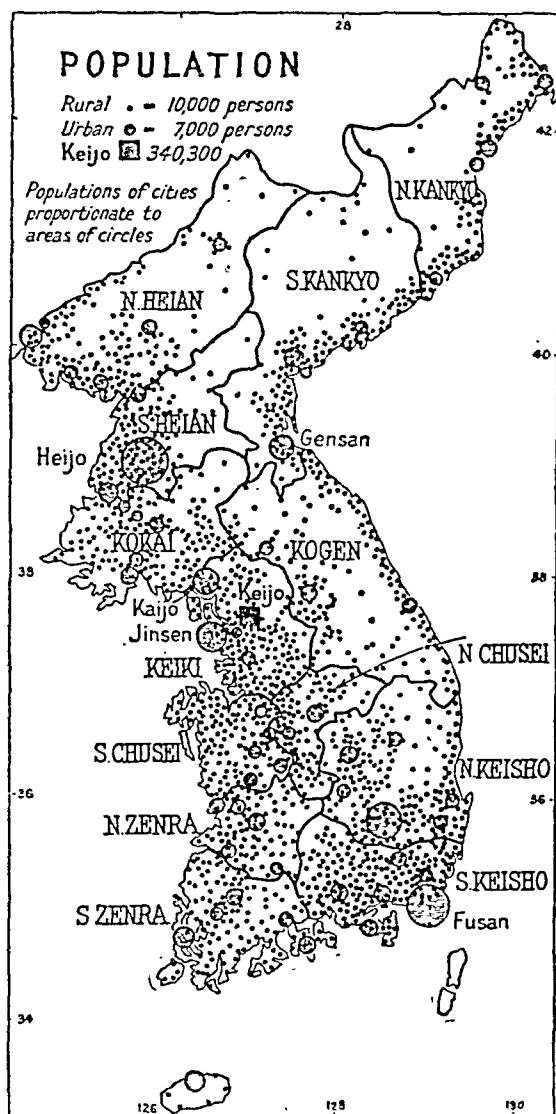 28
POPULATION
Rural • = 10,000 persons
Urban = 7,000 persons
Keijo 340,300
Populations of cities
proportionate to
areas of circles
42
N.KANKYO
S.KANKYO
N.HEIAN
40
S.HEIAN
Gensan
Heijo
KOKAI
KOGEN
38
38
Keijo
Kaijo
Jinsen
N CHUSEI
KEIKI
S.CHUSEI
N.KEISHO
36
36
N.ZENRA
S.KEISHO
S ZENRA
Fusan
34
126
128
130